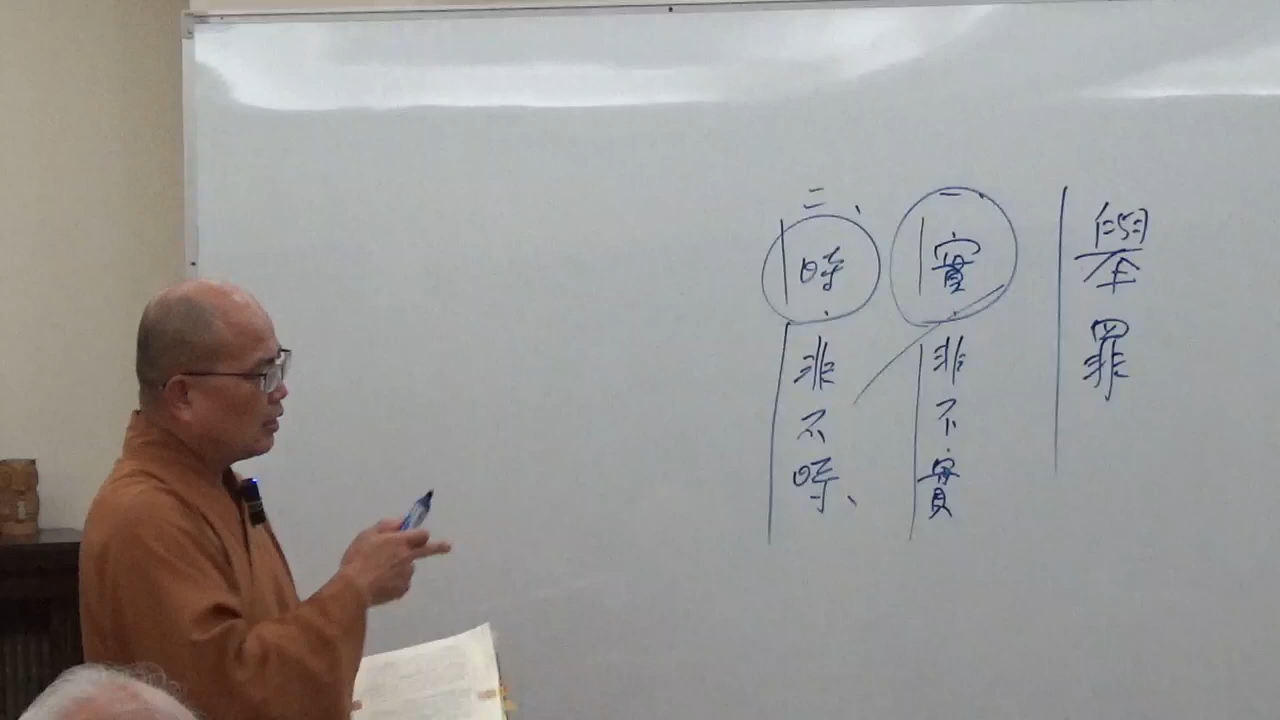 舉罪
一、實非不實
二、時非不時、